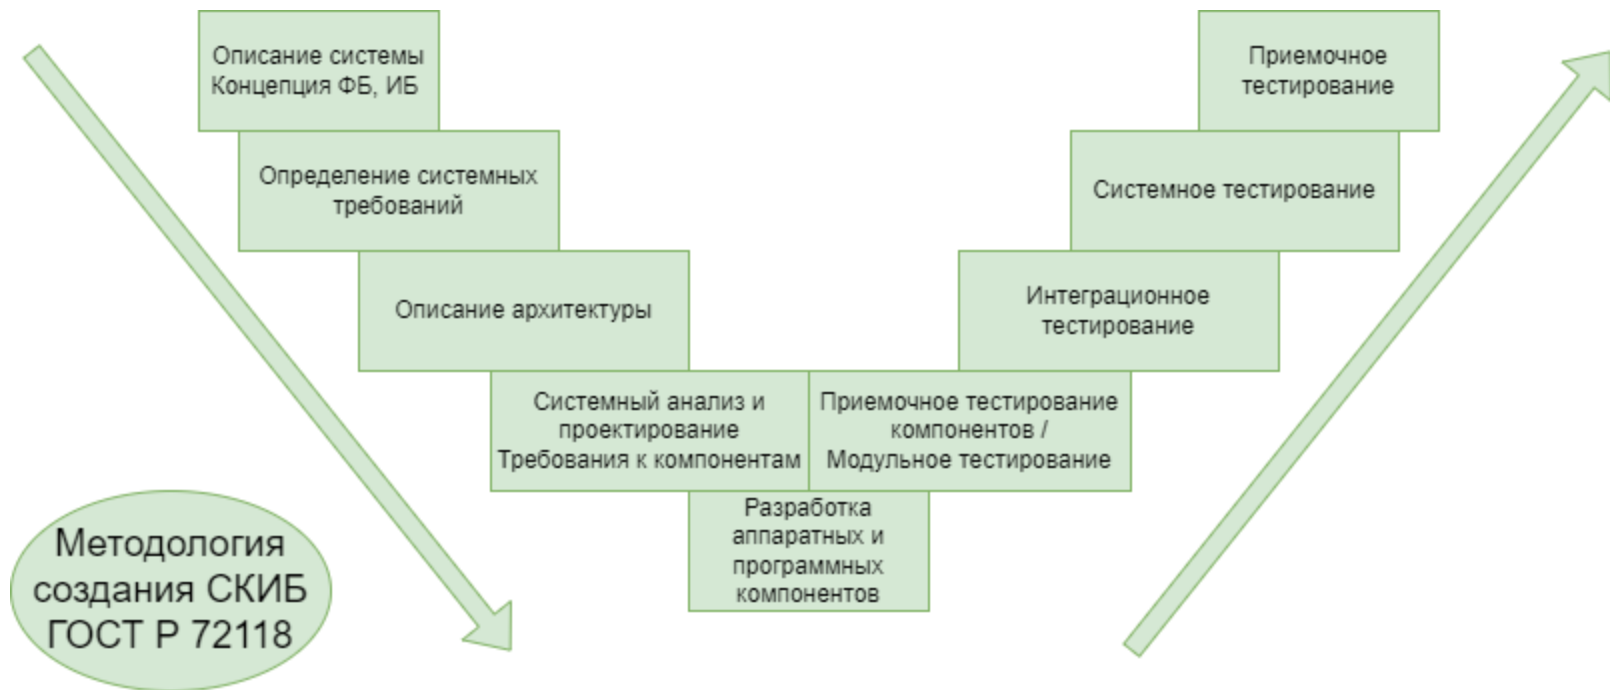 Описание системы
Концепция ФБ, ИБ
Приемочное
тестирование
Определение системных
требований
Системное тестирование
Описание архитектуры
Интеграционное
тестирование
Системный анализ и
проектирование
Требования к компонентам
Приемочное тестирование
компонентов /
Модульное тестирование
Разработка
аппаратных и
программных
компонентов
Методология
создания СКИБ
ГОСТ Р 72118